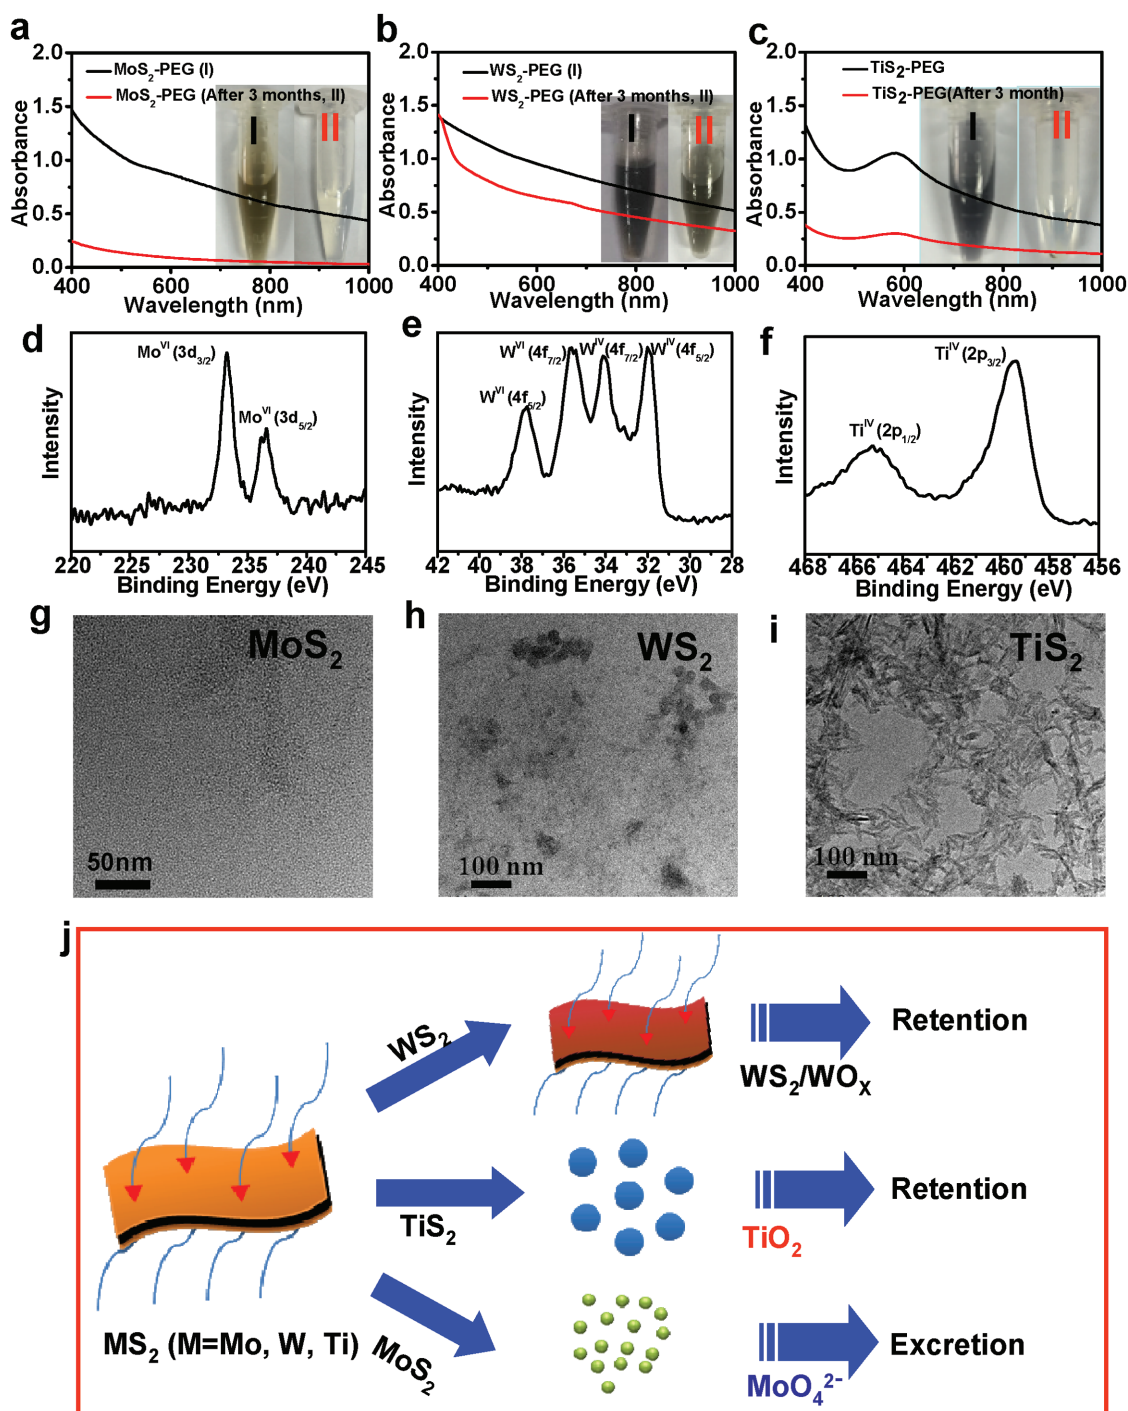 a
2.0
1.5
1.0
0.5
0.0
Absorbance
MoS2-PEG (I)
MoS2-PEG (After 3 months, II)
I
II
400
600
800
1000
Wavelength (nm)
b
2.0
1.5
1.0
0.5
0.0
Absorbance
WS2-PEG (I)
WS2-PEG (After 3 months, II)
I
II
400
600
800
1000
Wavelength (nm)
c
2.0
1.5
1.0
0.5
0.0
Absorbance
TiS2-PEG
TiS2-PEG(After 3 month)
I
II
400
600
800
1000
Wavelength (nm)
d
Intensity
MoVI (3d3/2)
MoVI (3d5/2)
220 225 230 235 240 245
Binding Energy (eV)
e
Intensity
WVI (4f7/2)
WIV (4f7/2)
WIV (4f5/2)
WVI (4f5/2)
42 40 38 36 34 32 30 28
Binding Energy (eV)
f
Intensity
TiIV (2p3/2)
TiIV (2p1/2)
468 466 464 462 460 458 456
Binding Energy (eV)
g
MoS2
50nm
h
WS2
100 nm
i
TiS2
100 nm
j
WS2
WS2/WOX
Retention
TiS2
TiO2
Retention
MS2 (M=Mo, W, Ti)
MoS2
MoO42-
Excretion